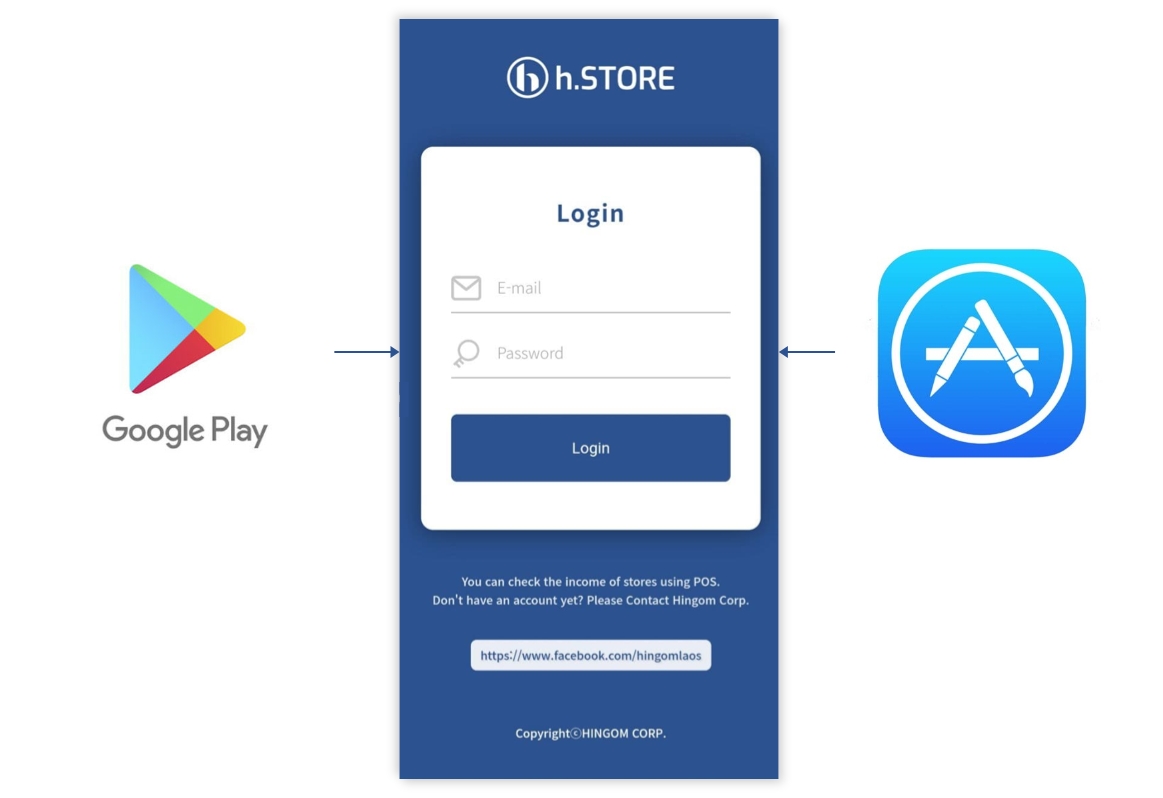 h.STORE
Login
E-mail
Password
Login
Google Play
You can check the income of stores using POS.
Don't have an account yet? Please Contact Hingom Corp.
https://www.facebook.com/hingomlaos
Copyrightⓒ​HINGOM CORP.